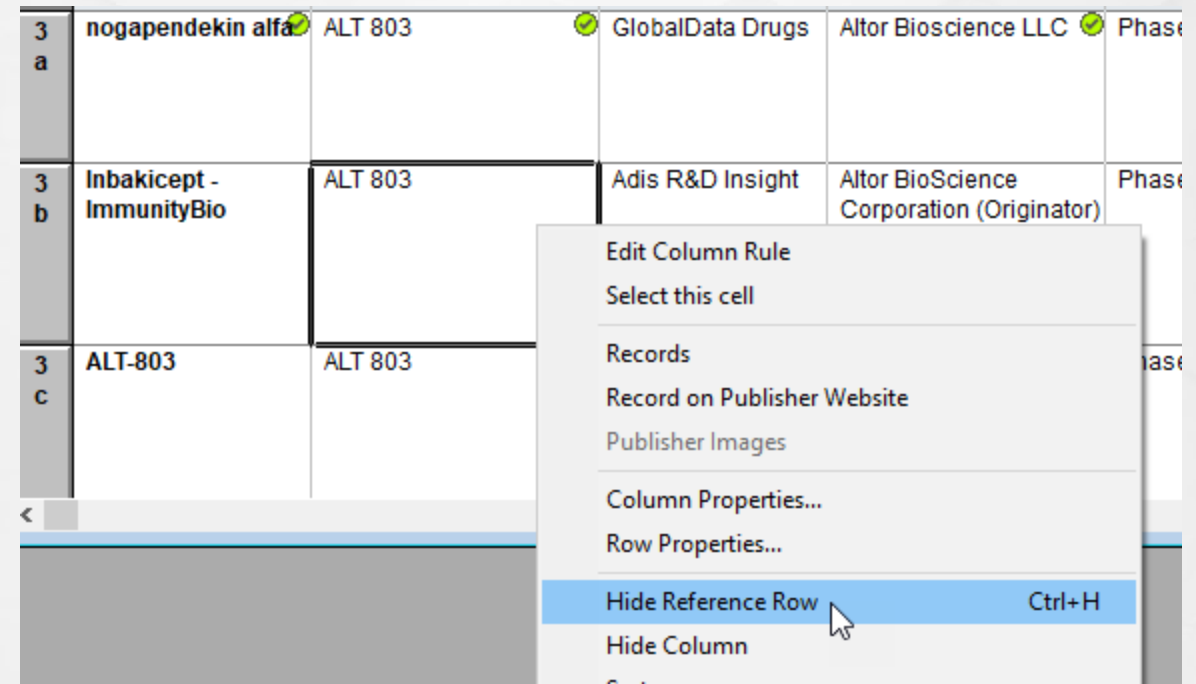 3 a nogapendekin alfa ALT 803 GlobalData Drugs Altor Bioscience LLC Phase
3 b Inbakicept - ALT 803 Adis R&D Insight Altor BioScience Phase
ImmunityBio Corporation (Originator)
Edit Column Rule
Select this cell
3 c ALT-803 ALT 803
Records
Record on Publisher Website
Publisher Images
Column Properties...
Row Properties...
Hide Reference Row Ctrl+H
Hide Column